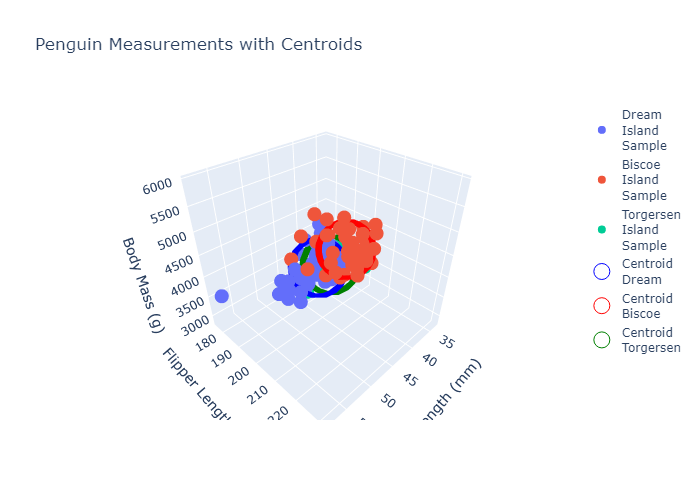 Penguin Measurements with Centroids
Dream
Island
Sample
Biscoe
Island
Sample
Torgersen
Island
Sample
Centroid
Dream
Centroid
Biscoe
Centroid
Torgersen
6000
5500
5000
4500
4000
3500
3000
Body Mass (g)
180
190
200
210
220
Flipper Length
35
40
45
50
ength (mm)